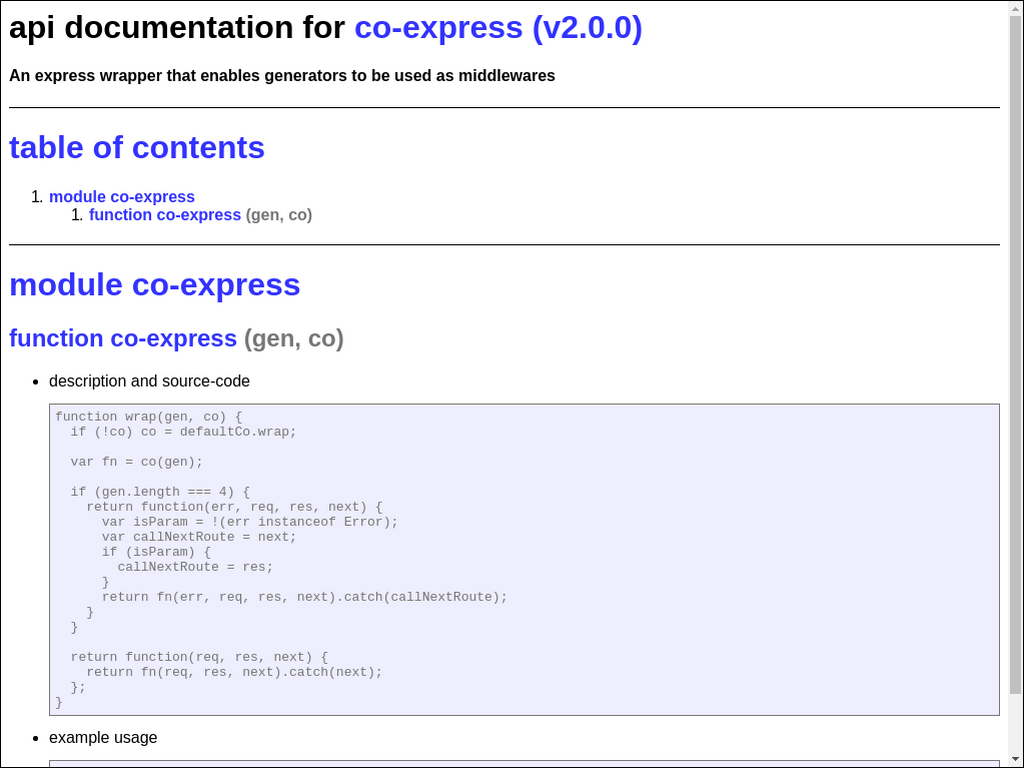 api documentation for co-express (v2.0.0)
An express wrapper that enables generators to be used as middlewares
table of contents
1. module co-express
1. function co-express (gen, co)
module co-express
function co-express (gen, co)
• description and source-code
function wrap(gen, co) {
  if (!co) co = defaultCo.wrap;
  var fn = co(gen);
  if (gen.length === 4) {
    return function(err, req, res, next) {
      var isParam = !(err instanceof Error);
      var callNextRoute = next;
      if (isParam) {
        callNextRoute = res;
      }
      return fn(err, req, res, next).catch(callNextRoute);
    }
  }
  return function(req, res, next) {
    return fn(req, res, next).catch(next);
  };
}
• example usage